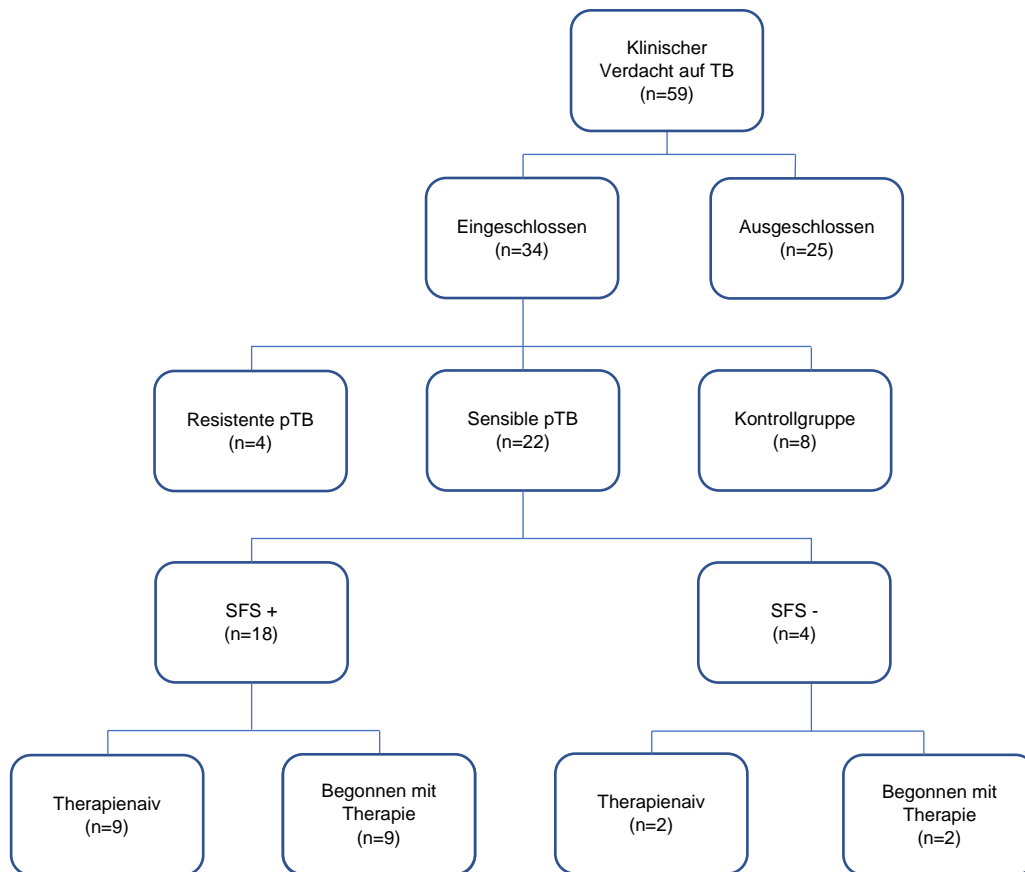 Klinischer
Verdacht auf TB
(n=59)
Eingeschlossen
(n=34)
Ausgeschlossen
(n=25)
Resistente pTB
(n=4)
Sensible pTB
(n=22)
Kontrollgruppe
(n=8)
SFS +
(n=18)
SFS -
(n=4)
Therapienaiv
(n=9)
Begonnen mit
Therapie
(n=9)
Therapienaiv
(n=2)
Begonnen mit
Therapie
(n=2)